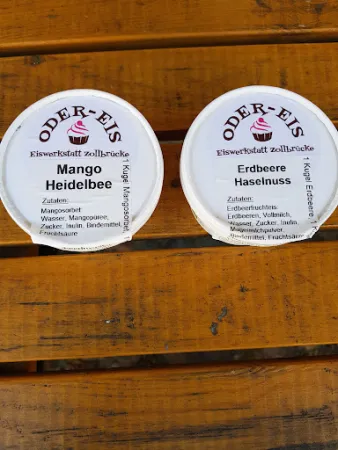 ODER-EIS
Eiswerkstatt zollbrücke
Mango
Heidelbee
Zutaten:
Mangosorbet
Wasser, Mangopüree,
Zucker, Inulin, Bindemittel,
Fruchtsäure
1 Kugel Mangosorbet,
ODER-EIS
Eiswerkstatt zollbrücke
Erdbeere
Haselnuss
Zutaten:
Erdbeerfruchteis
Erdbeeren, Vollmilch,
Wasser, Zucker, Inulin,
Magermilchpulver,
Bindemittel, Fruchtsäure
1 Kugel Erdbeere, 1